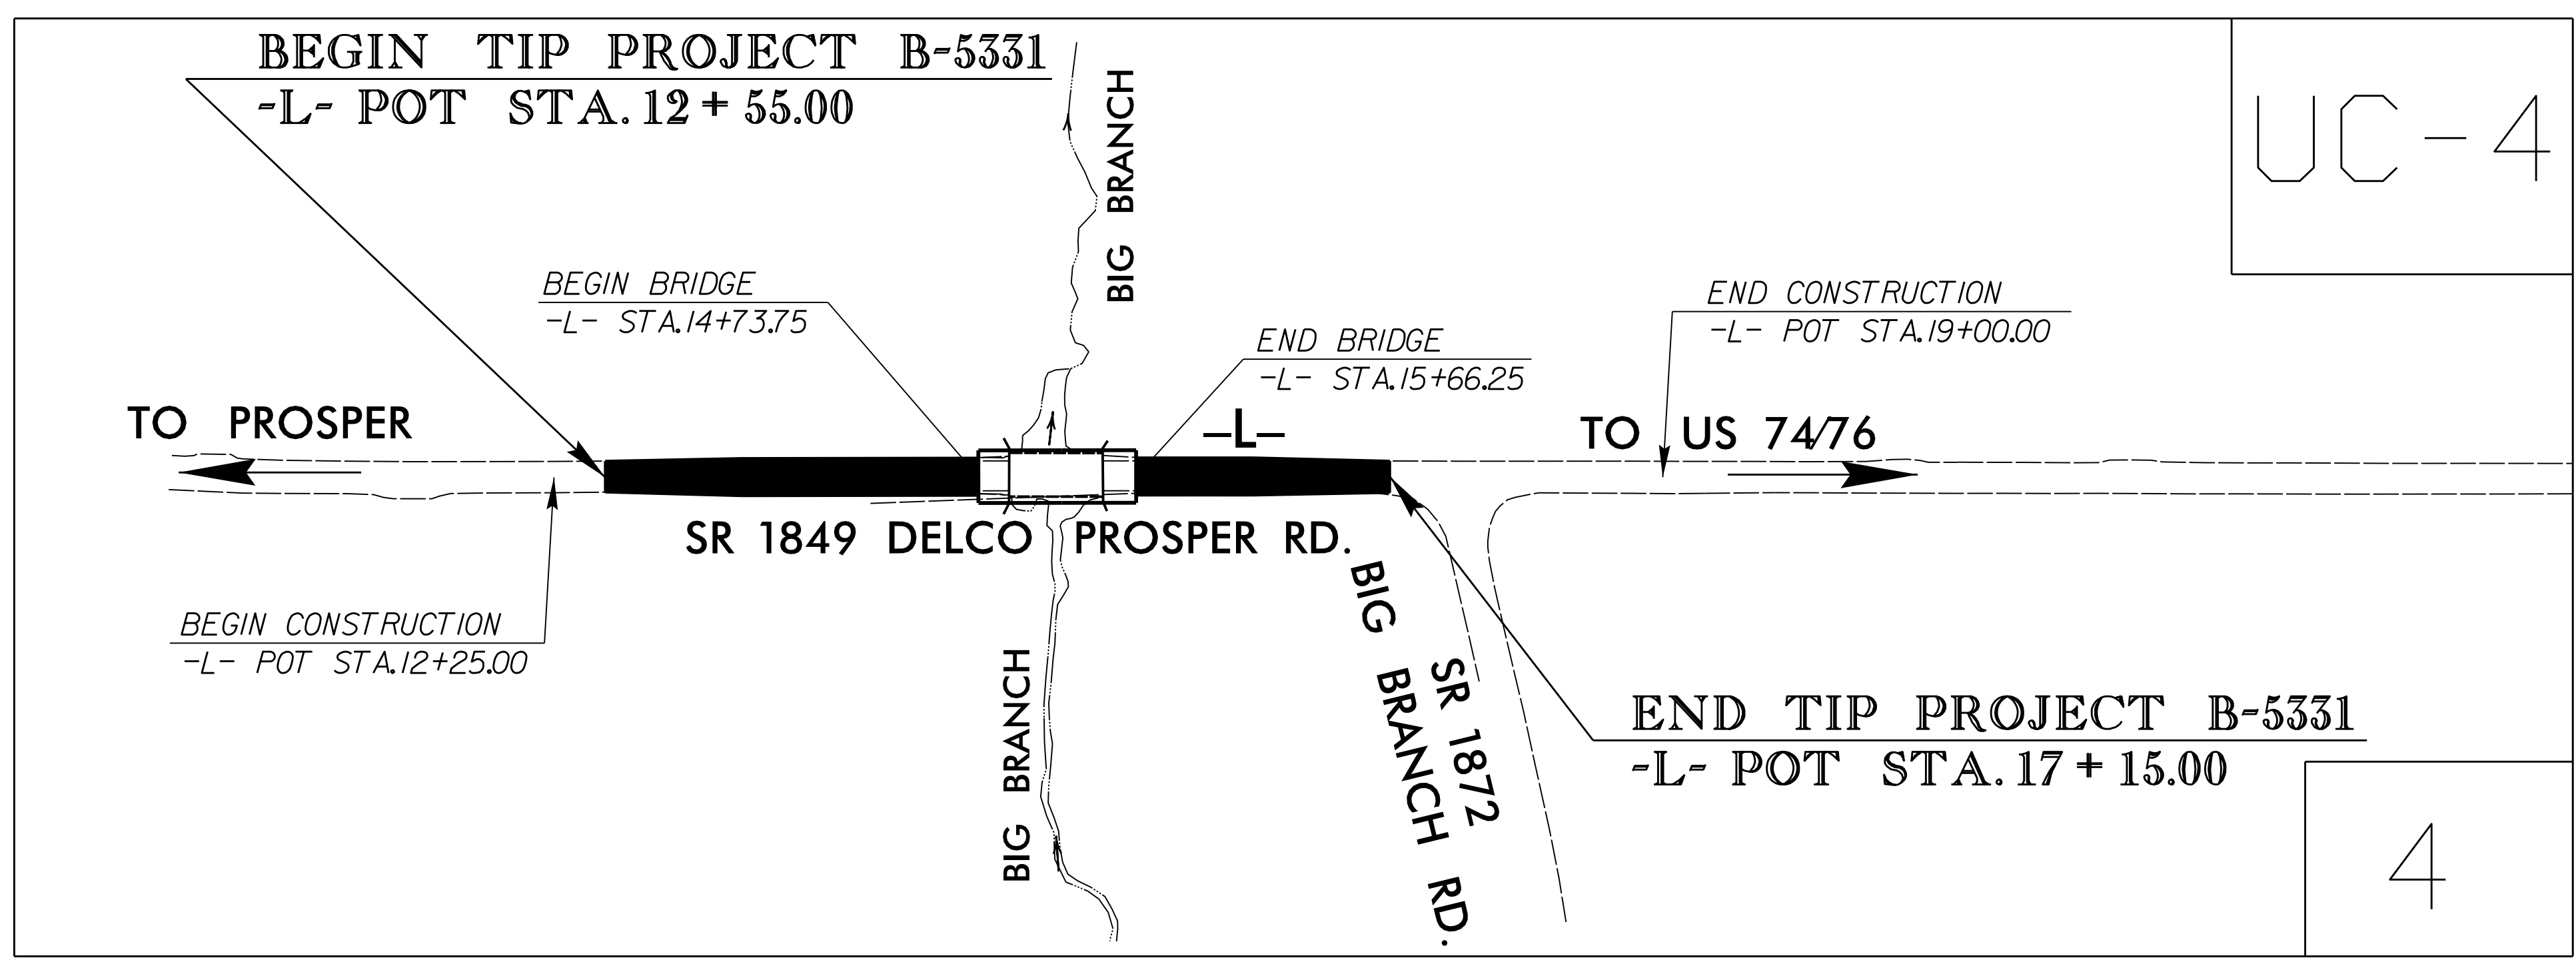 BEGIN TIP PROJECT B-5331
-L- POT STA. 12 + 55.00
UC-4
BIG BRANCH
BEGIN BRIDGE
-L- STA.14+73.75
END BRIDGE
-L- STA.15+66.25
END CONSTRUCTION
-L- POT STA.19+00.00
TO PROSPER
-L-
TO US 74/76
SR 1849 DELCO PROSPER RD.
BEGIN CONSTRUCTION
-L- POT STA.12+25.00
BIG BRANCH
SR 1872
BIG BRANCH RD.
END TIP PROJECT B-5331
-L- POT STA. 17 + 15.00
4